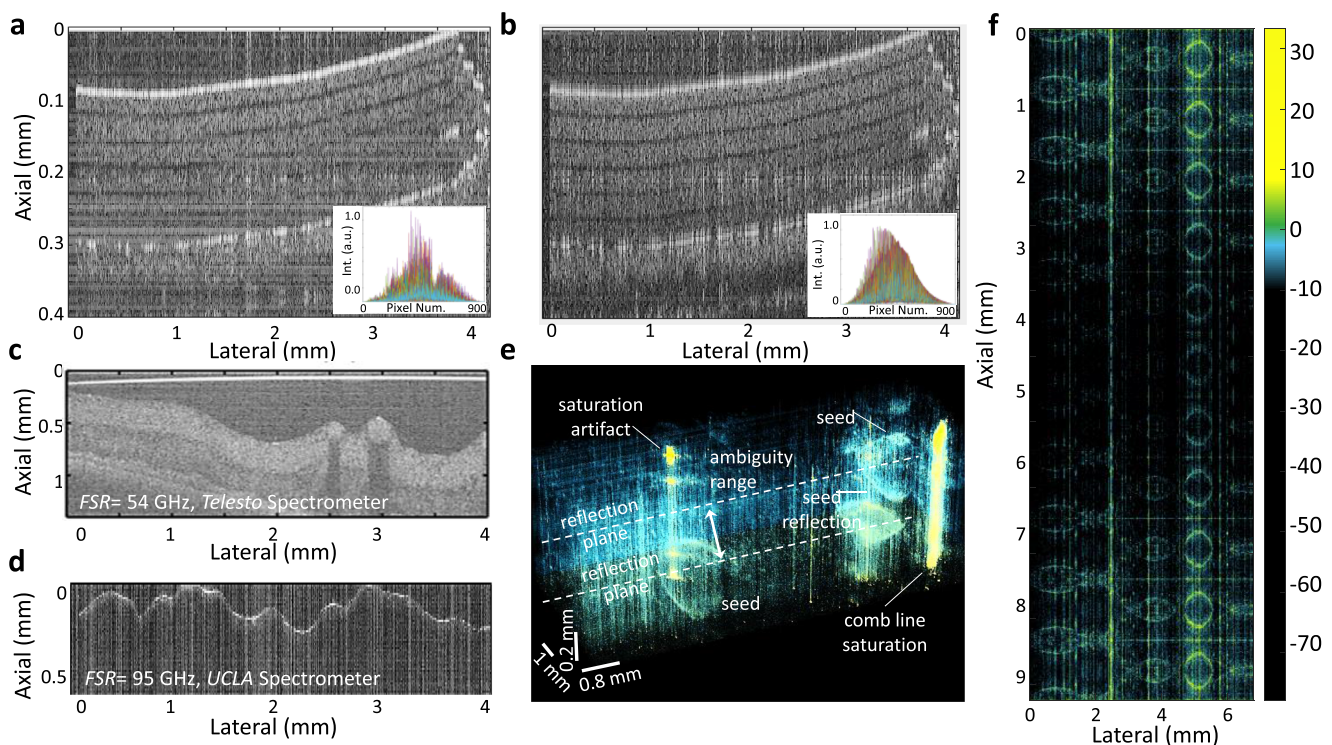 a
0
0.1
0.2
0.3
0.4
Axial (mm)
0
1
2
3
4
Lateral (mm)
1.0
0.0
Int. (a.u.)
0
Pixel Num.
900
b
0
1
2
3
4
Lateral (mm)
1.0
0
Int. (a.u.)
0
Pixel Num.
900
c
0
0.5
1
Axial (mm)
FSR= 54 GHz, Telesto Spectrometer
0
1
2
3
4
d
0
0.5
Axial (mm)
FSR= 95 GHz, UCLA Spectrometer
0
1
2
3
4
Lateral (mm)
e
saturation
artifact
seed
ambiguity
range
reflection
plane
seed
reflection
reflection
plane
seed
comb line
saturation
1 mm
0.2 mm
0.8 mm
f
0
1
2
3
4
5
6
7
8
9
Axial (mm)
0
2
4
6
Lateral (mm)
30
20
10
0
-10
-20
-30
-40
-50
-60
-70